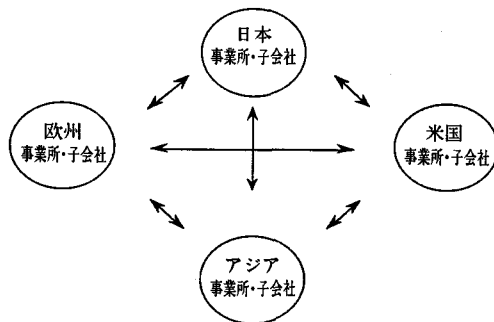 日本
事業所・子会社
欧州
事業所・子会社
米国
事業所・子会社
アジア
事業所・子会社